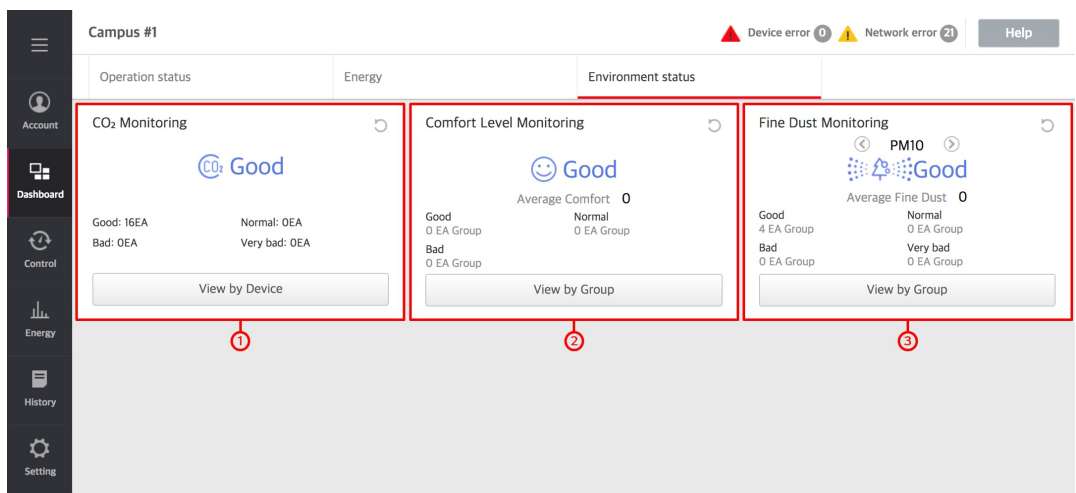 Campus #1
Device error 0
Network error 21
Help
Account
Dashboard
Control
Energy
History
Setting
Operation status
Energy
Environment status
CO₂ Monitoring
CO₂ Good
Good: 16EA
Normal: 0EA
Bad: 0EA
Very bad: 0EA
View by Device
1
Comfort Level Monitoring
Good
Average Comfort 0
Good
Normal
0 EA Group
0 EA Group
Bad
0 EA Group
View by Group
2
Fine Dust Monitoring
PM10
Good
Average Fine Dust 0
Good
Normal
4 EA Group
0 EA Group
Bad
Very bad
0 EA Group
0 EA Group
View by Group
3